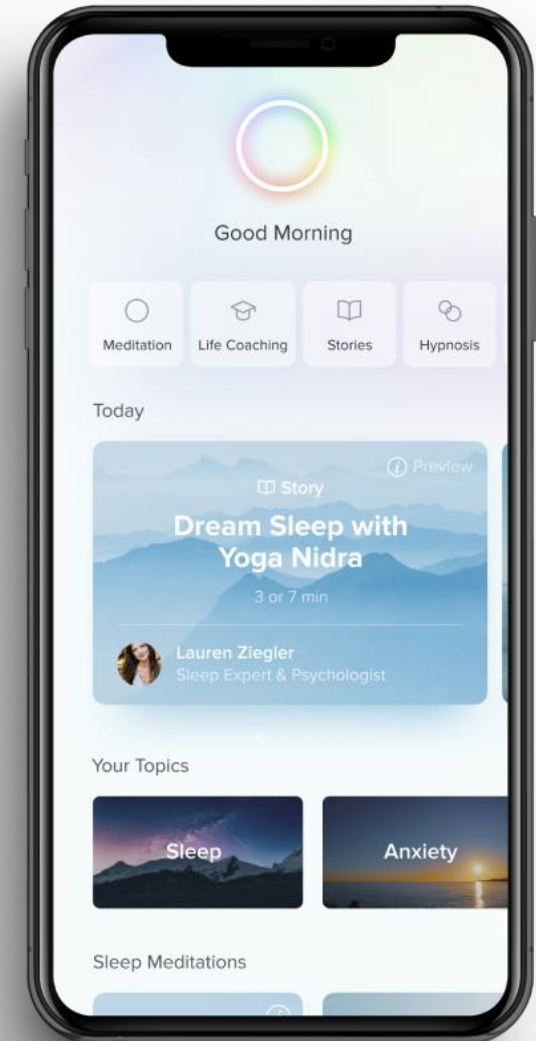 Good Morning
Meditation
Life Coaching
Stories
Hypnosis
Today
Preview
Story
Dream Sleep with
Yoga Nidra
3 or 7 min
Lauren Ziegler
Sleep Expert & Psychologist
Your Topics
Sleep
Anxiety
Sleep Meditations